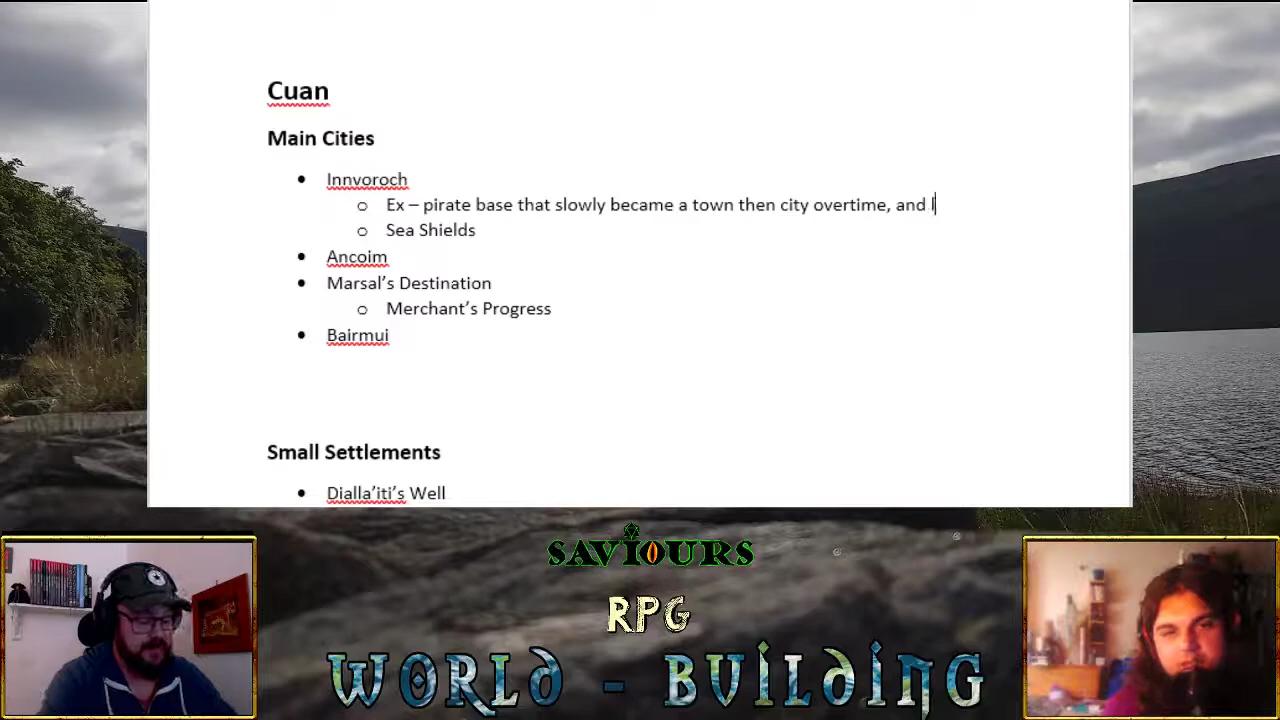 Cuan
Main Cities
Innvoroch
Ex – pirate base that slowly became a town then city overtime, and l
Sea Shields
Ancoim
Marsal's Destination
Merchant's Progress
Bairmui
Small Settlements
Dialla'iti's Well
SAVIOURS
RPG
WORLD - BUILDING